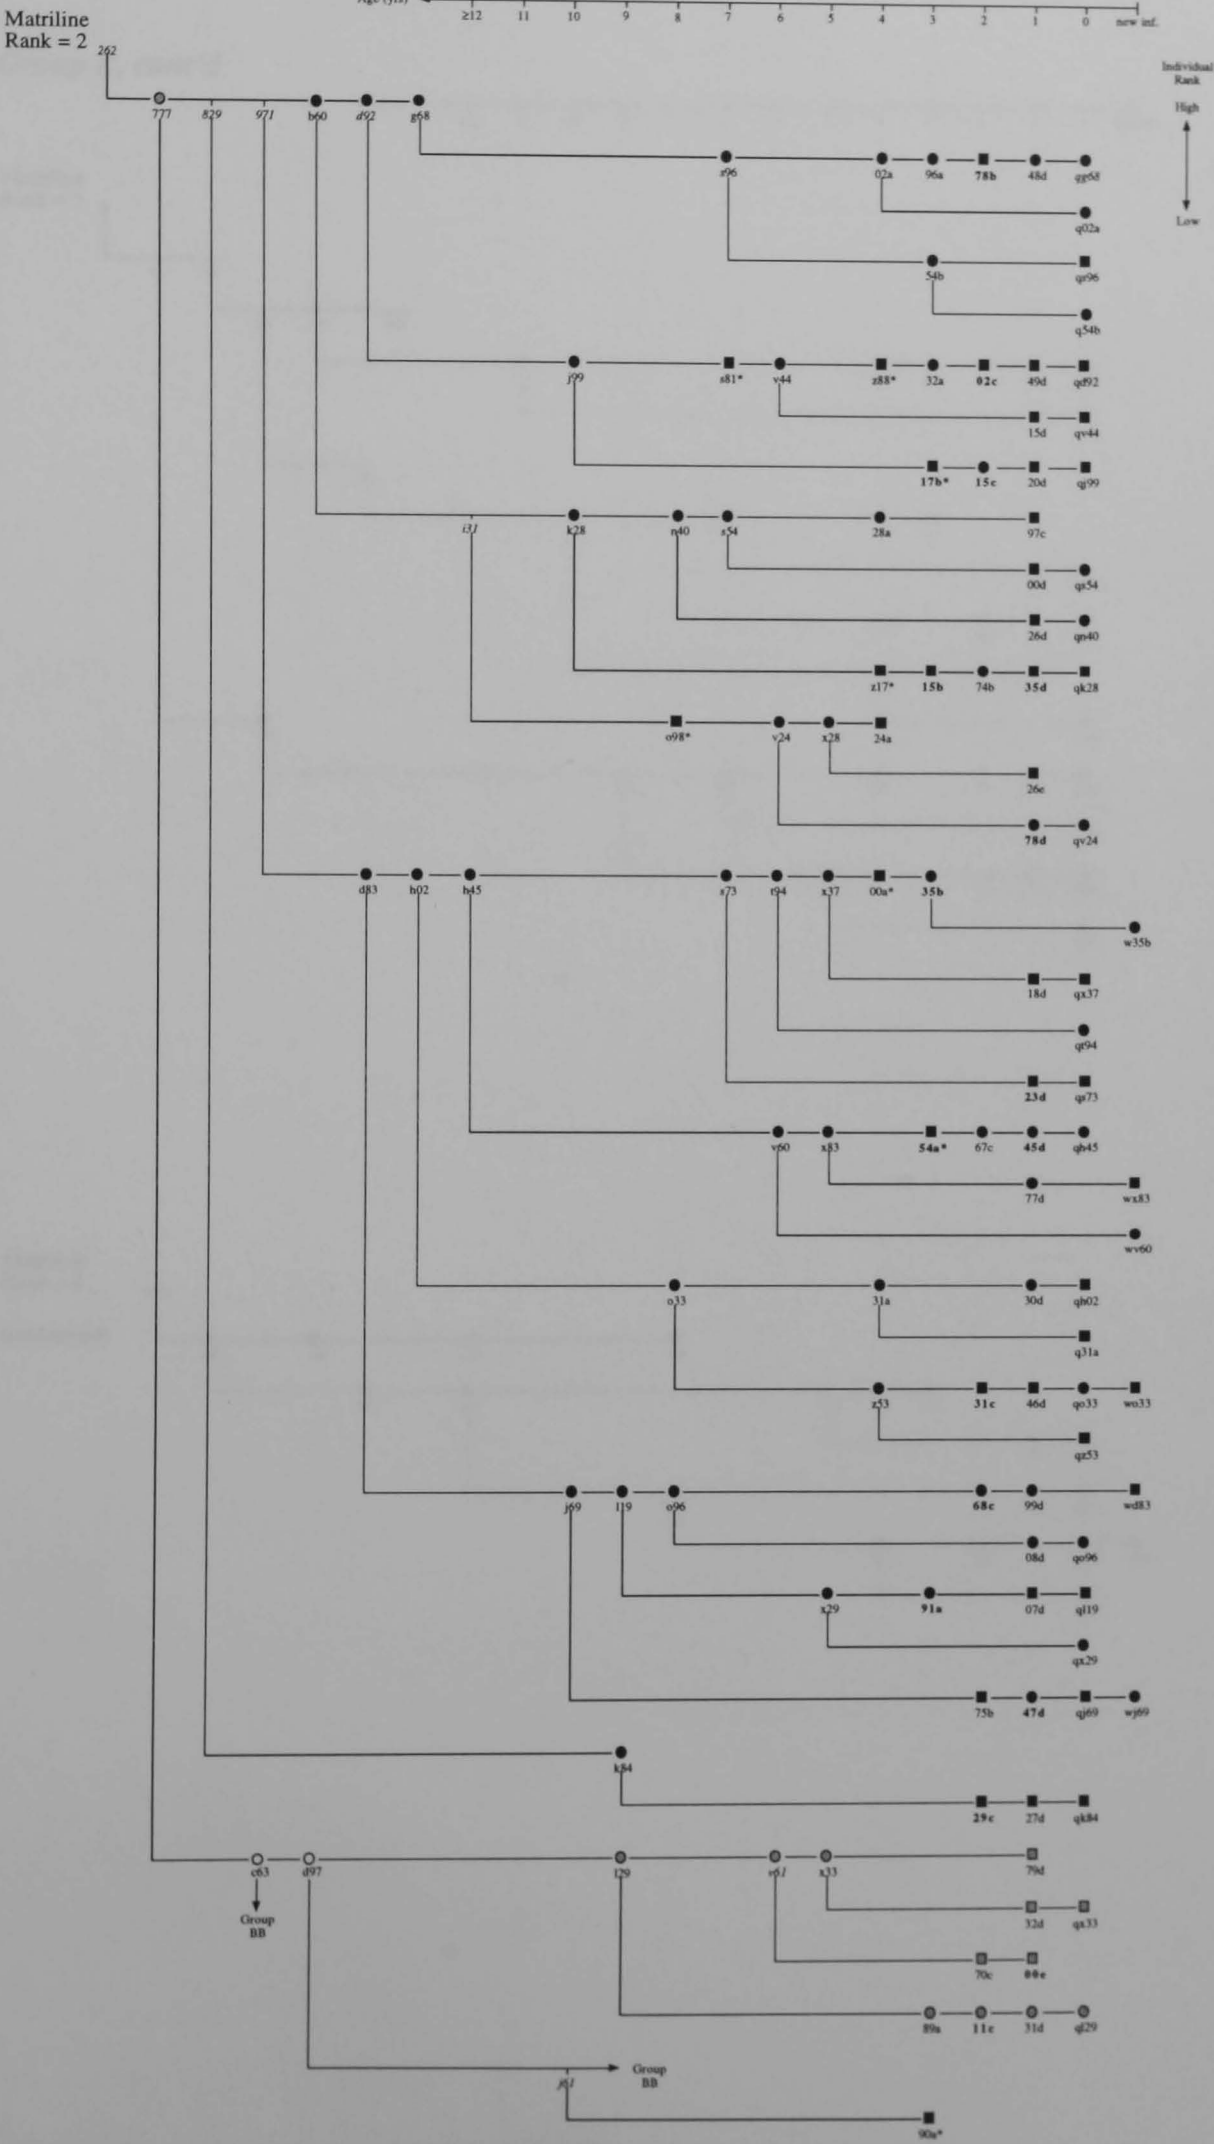 Age (yrs)
≥12 11 10 9 8 7 6 5 4 3 2 1 0 new inf.
Matriline
Rank = 2
262
Individual
Rank
High
Low
777 829 971 b60 d92 g68
s96 02a 96a 78b 48d qg68
q02a
54b qs96
q54b
j99 s81* v44 z88* 32a 02c 49d qd92
15d qv44
17b* 15c 20d qj99
i31 k28 n40 s54 28a 97c
00d qs54
26d qn40
z17* 15b 74b 35d qk28
o98* v24 x28 24a
26e
78d qv24
d83 h02 h45 s73 t94 x37 00a* 35b
w35b
18d qx37
qt94
23d qs73
v60 x83 54a* 67c 45d qh45
77d wx83
wv60
o33 31a 30d qh02
q31a
z53 31c 46d qo33 wo33
qz53
j69 l19 o96 68c 99d wd83
08d qo96
x29 91a 07d ql19
qx29
75b 47d qj69 wj69
k84
29c 27d qk84
c63 d97 l29 v61 x33 79d
Group
BB
32d qx33
70c 00e
89a 11c 31d ql29
j61 Group
BB
90a*